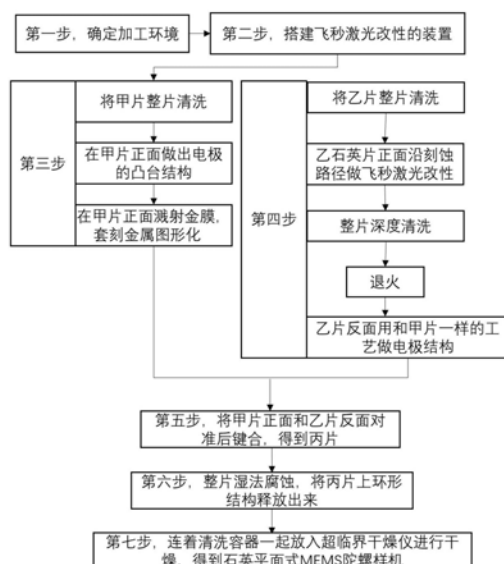 第一步，确定加工环境
第二步，搭建飞秒激光改性的装置
第三步
将甲片整片清洗
在甲片正面做出电极
的凸台结构
在甲片正面溅射金膜，
套刻金属图形化
第四步
将乙片整片清洗
乙石英片正面沿刻蚀
路径做飞秒激光改性
整片深度清洗
退火
乙片反面用和甲片一样的工
艺做电极结构
第五步，将甲片正面和乙片反面对
准后键合，得到丙片
第六步，整片湿法腐蚀，将丙片上环形
结构释放出来
第七步，连着清洗容器一起放入超临界干燥仪进行干
燥，得到石英平面式MEMS陀螺样机